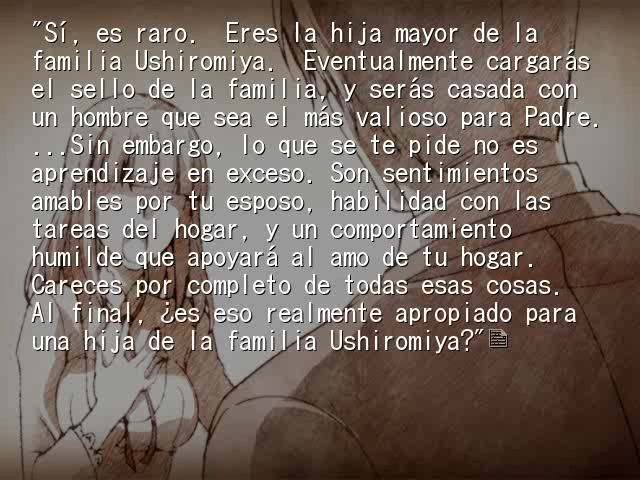 "Sí, es raro.  Eres la hija mayor de la
familia Ushiromiya.  Eventualmente cargarás
el sello de la familia, y serás casada con
un hombre que sea el más valioso para Padre.
...Sin embargo, lo que se te pide no es
aprendizaje en exceso. Son sentimientos
amables por tu esposo, habilidad con las
tareas del hogar, y un comportamiento
humilde que apoyará al amo de tu hogar.
Careces por completo de todas esas cosas.
Al final, ¿es eso realmente apropiado para
una hija de la familia Ushiromiya?"